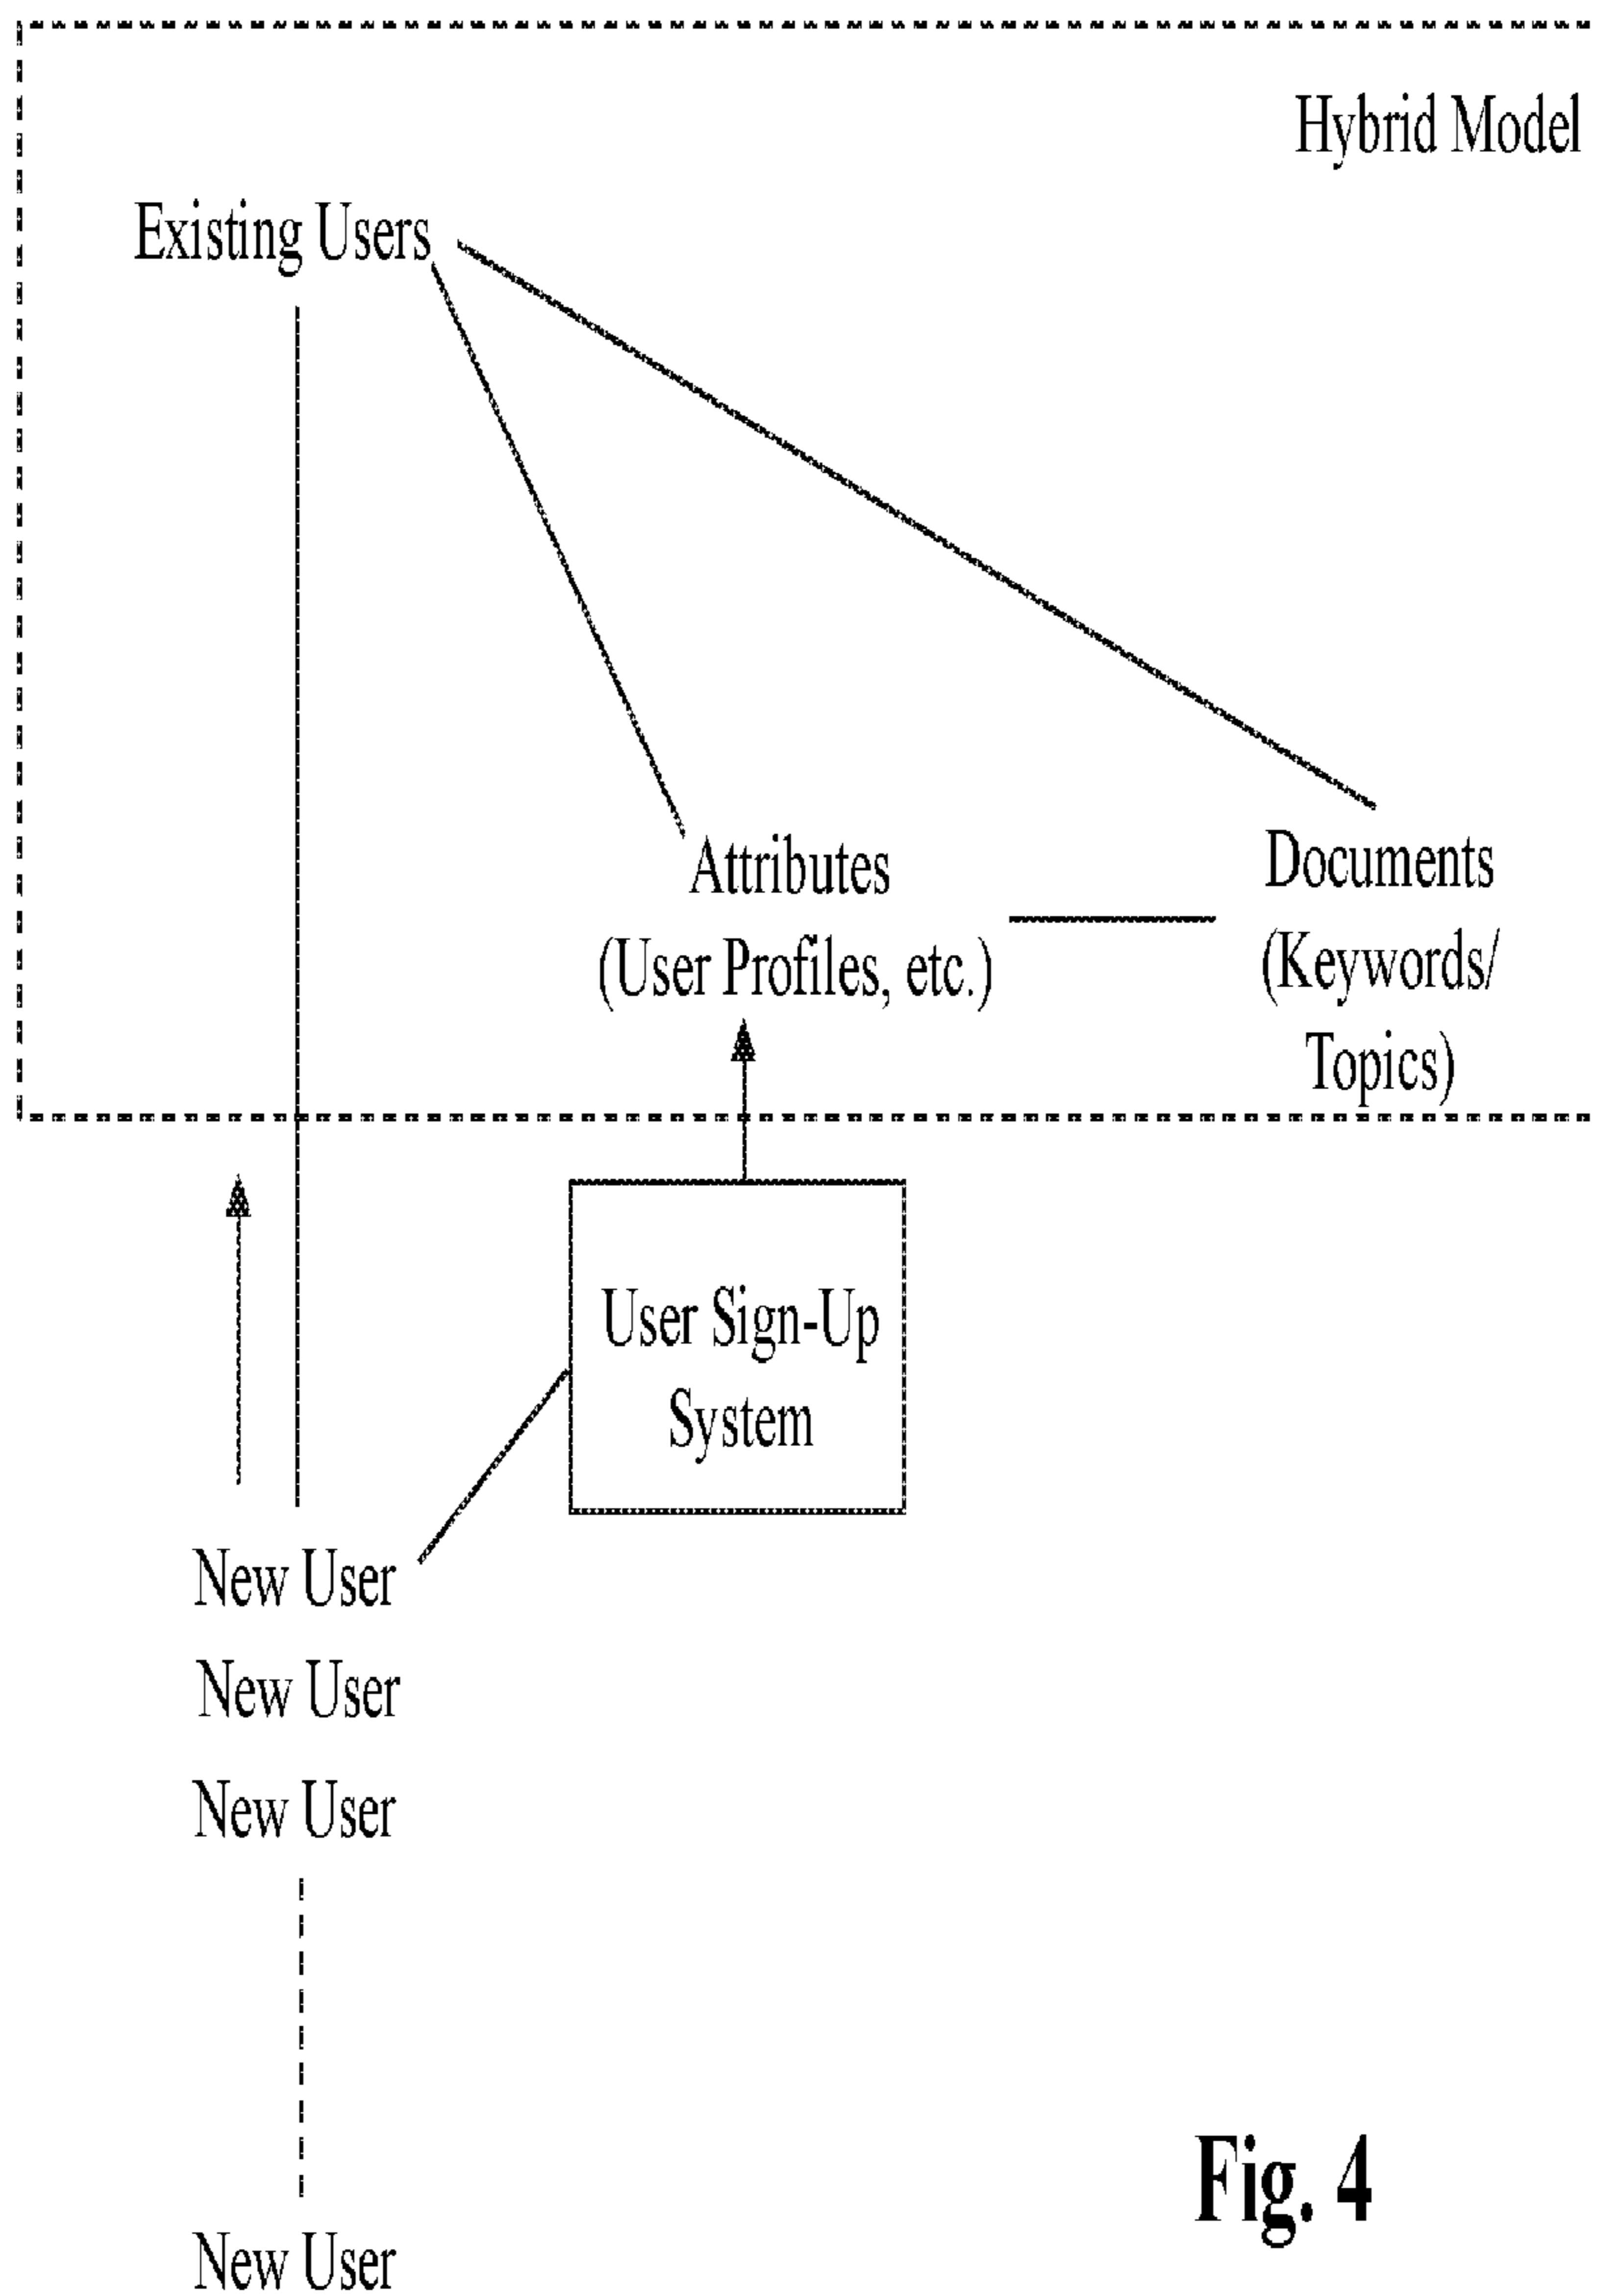 Hybrid Model
Existing Users
Attributes
(User Profiles, etc.)
Documents
(Keywords/
Topics)
User Sign-Up
System
New User
New User
New User
New User
Fig. 4